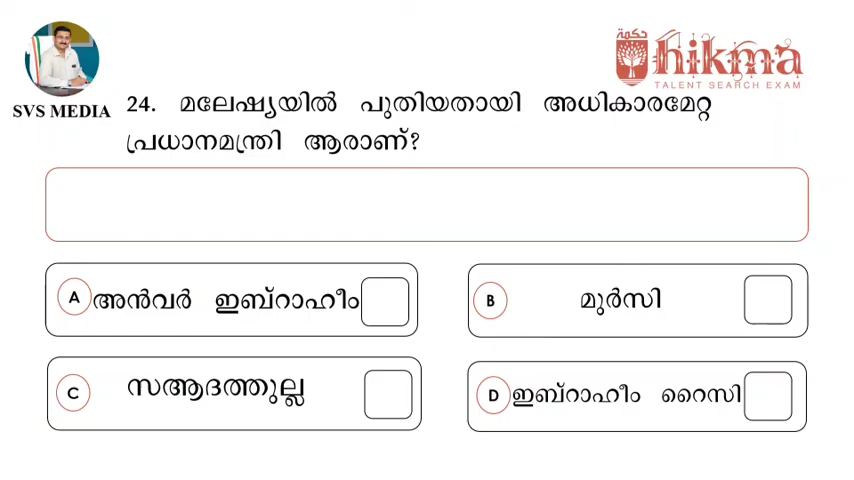 حكمة
hikma
TALENT SEARCH EXAM
SVS MEDIA
24. മലേഷ്യയിൽ പുതിയതായി അധികാരമേറ്റ
പ്രധാനമന്ത്രി ആരാണ്?
A അൻവർ ഇബ്റാഹീം
B മുർസി
C സആദത്തുല്ല
D ഇബ്റാഹീം റൈസി